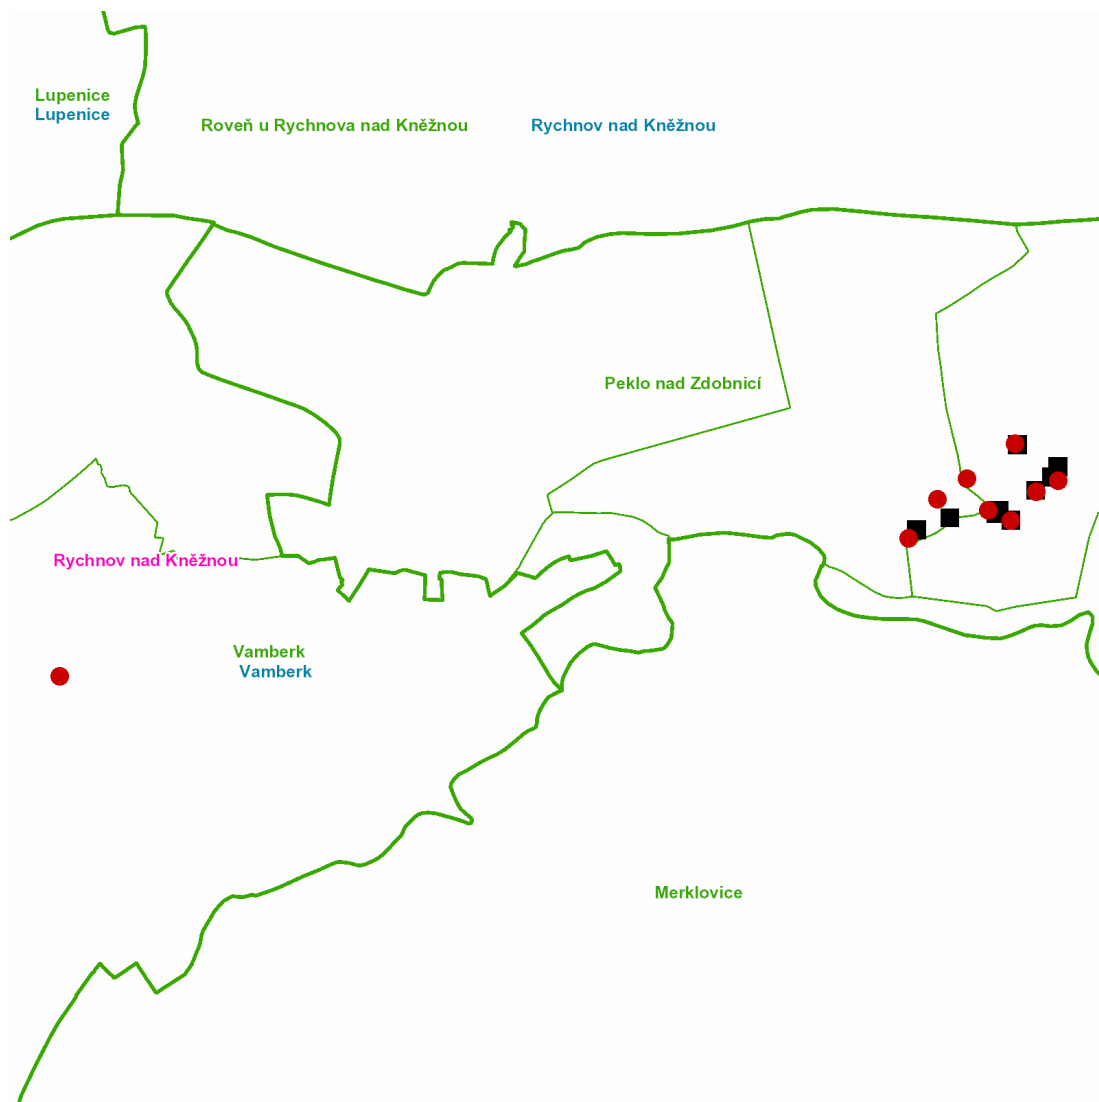 Lupenice
Lupenice
Roveň u Rychnova nad Kněžnou
Rychnov nad Kněžnou
Peklo nad Zdobnicí
Rychnov nad Kněžnou
Vamberk
Vamberk
Merklovice